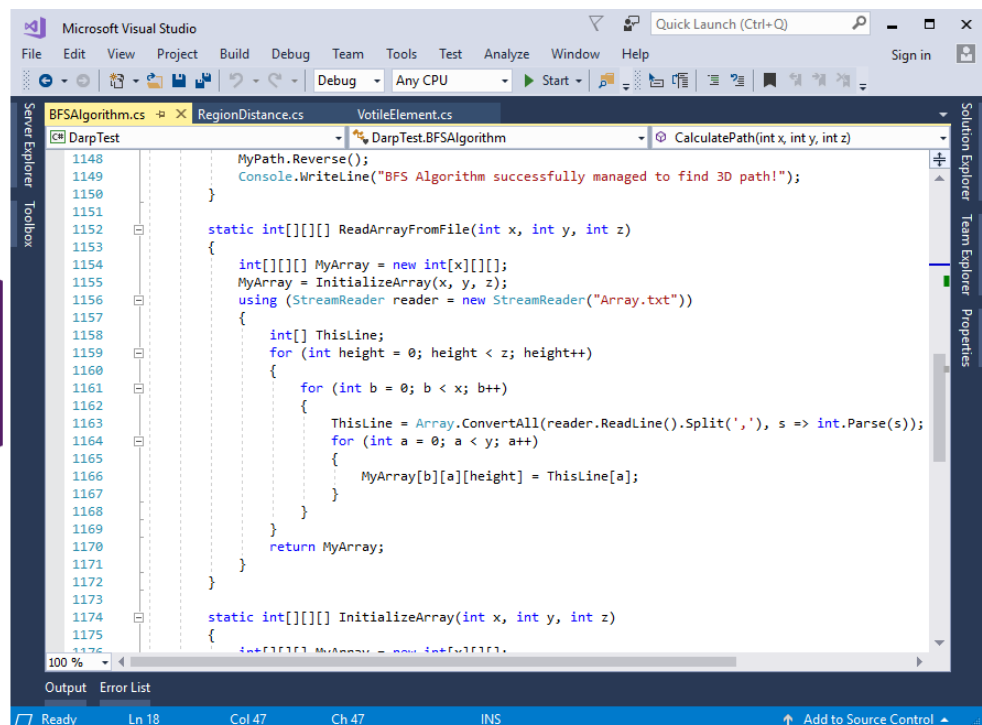 Microsoft Visual Studio
Quick Launch (Ctrl+Q)
File Edit View Project Build Debug Team Tools Test Analyze Window Help Sign in
Debug Any CPU Start
Server Explorer
Toolbox
BFSAlgorithm.cs RegionDistance.cs VotileElement.cs
C# DarpTest DarpTest.BFSAlgorithm CalculatePath(int x, int y, int z)
1148 MyPath.Reverse();
1149 Console.WriteLine("BFS Algorithm successfully managed to find 3D path!");
1150 }
1151
1152 static int[][][] ReadArrayFromFile(int x, int y, int z)
1153 {
1154 int[][][] MyArray = new int[x][][];
1155 MyArray = InitializeArray(x, y, z);
1156 using (StreamReader reader = new StreamReader("Array.txt"))
1157 {
1158 int[] ThisLine;
1159 for (int height = 0; height < z; height++)
1160 {
1161 for (int b = 0; b < x; b++)
1162 {
1163 ThisLine = Array.ConvertAll(reader.ReadLine().Split(','), s => int.Parse(s));
1164 for (int a = 0; a < y; a++)
1165 {
1166 MyArray[b][a][height] = ThisLine[a];
1167 }
1168 }
1169 }
1170 return MyArray;
1171 }
1172 }
1173
1174 static int[][][] InitializeArray(int x, int y, int z)
1175 {
1176 int[][][] MyArray = new int[x][][];
100 %
Solution Explorer
Team Explorer
Properties
Output Error List
Ready Ln 18 Col 47 Ch 47 INS Add to Source Control